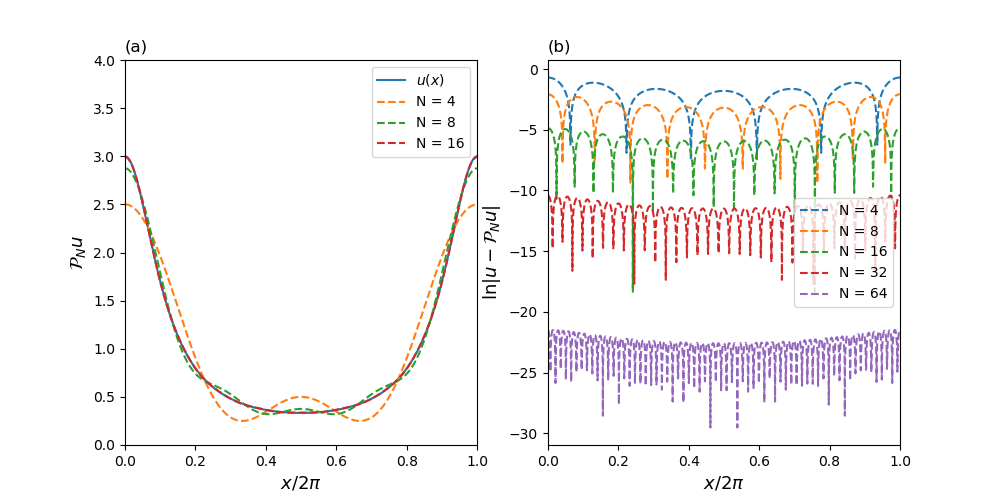 (a)
4.0
3.5
3.0
2.5
2.0
1.5
1.0
0.5
0.0
0.0 0.2 0.4 0.6 0.8 1.0
x/2π
𝒫_N u
u(x)
N = 4
N = 8
N = 16
(b)
0
−5
−10
−15
−20
−25
−30
0.0 0.2 0.4 0.6 0.8 1.0
x/2π
ln|u − 𝒫_N u|
N = 4
N = 8
N = 16
N = 32
N = 64